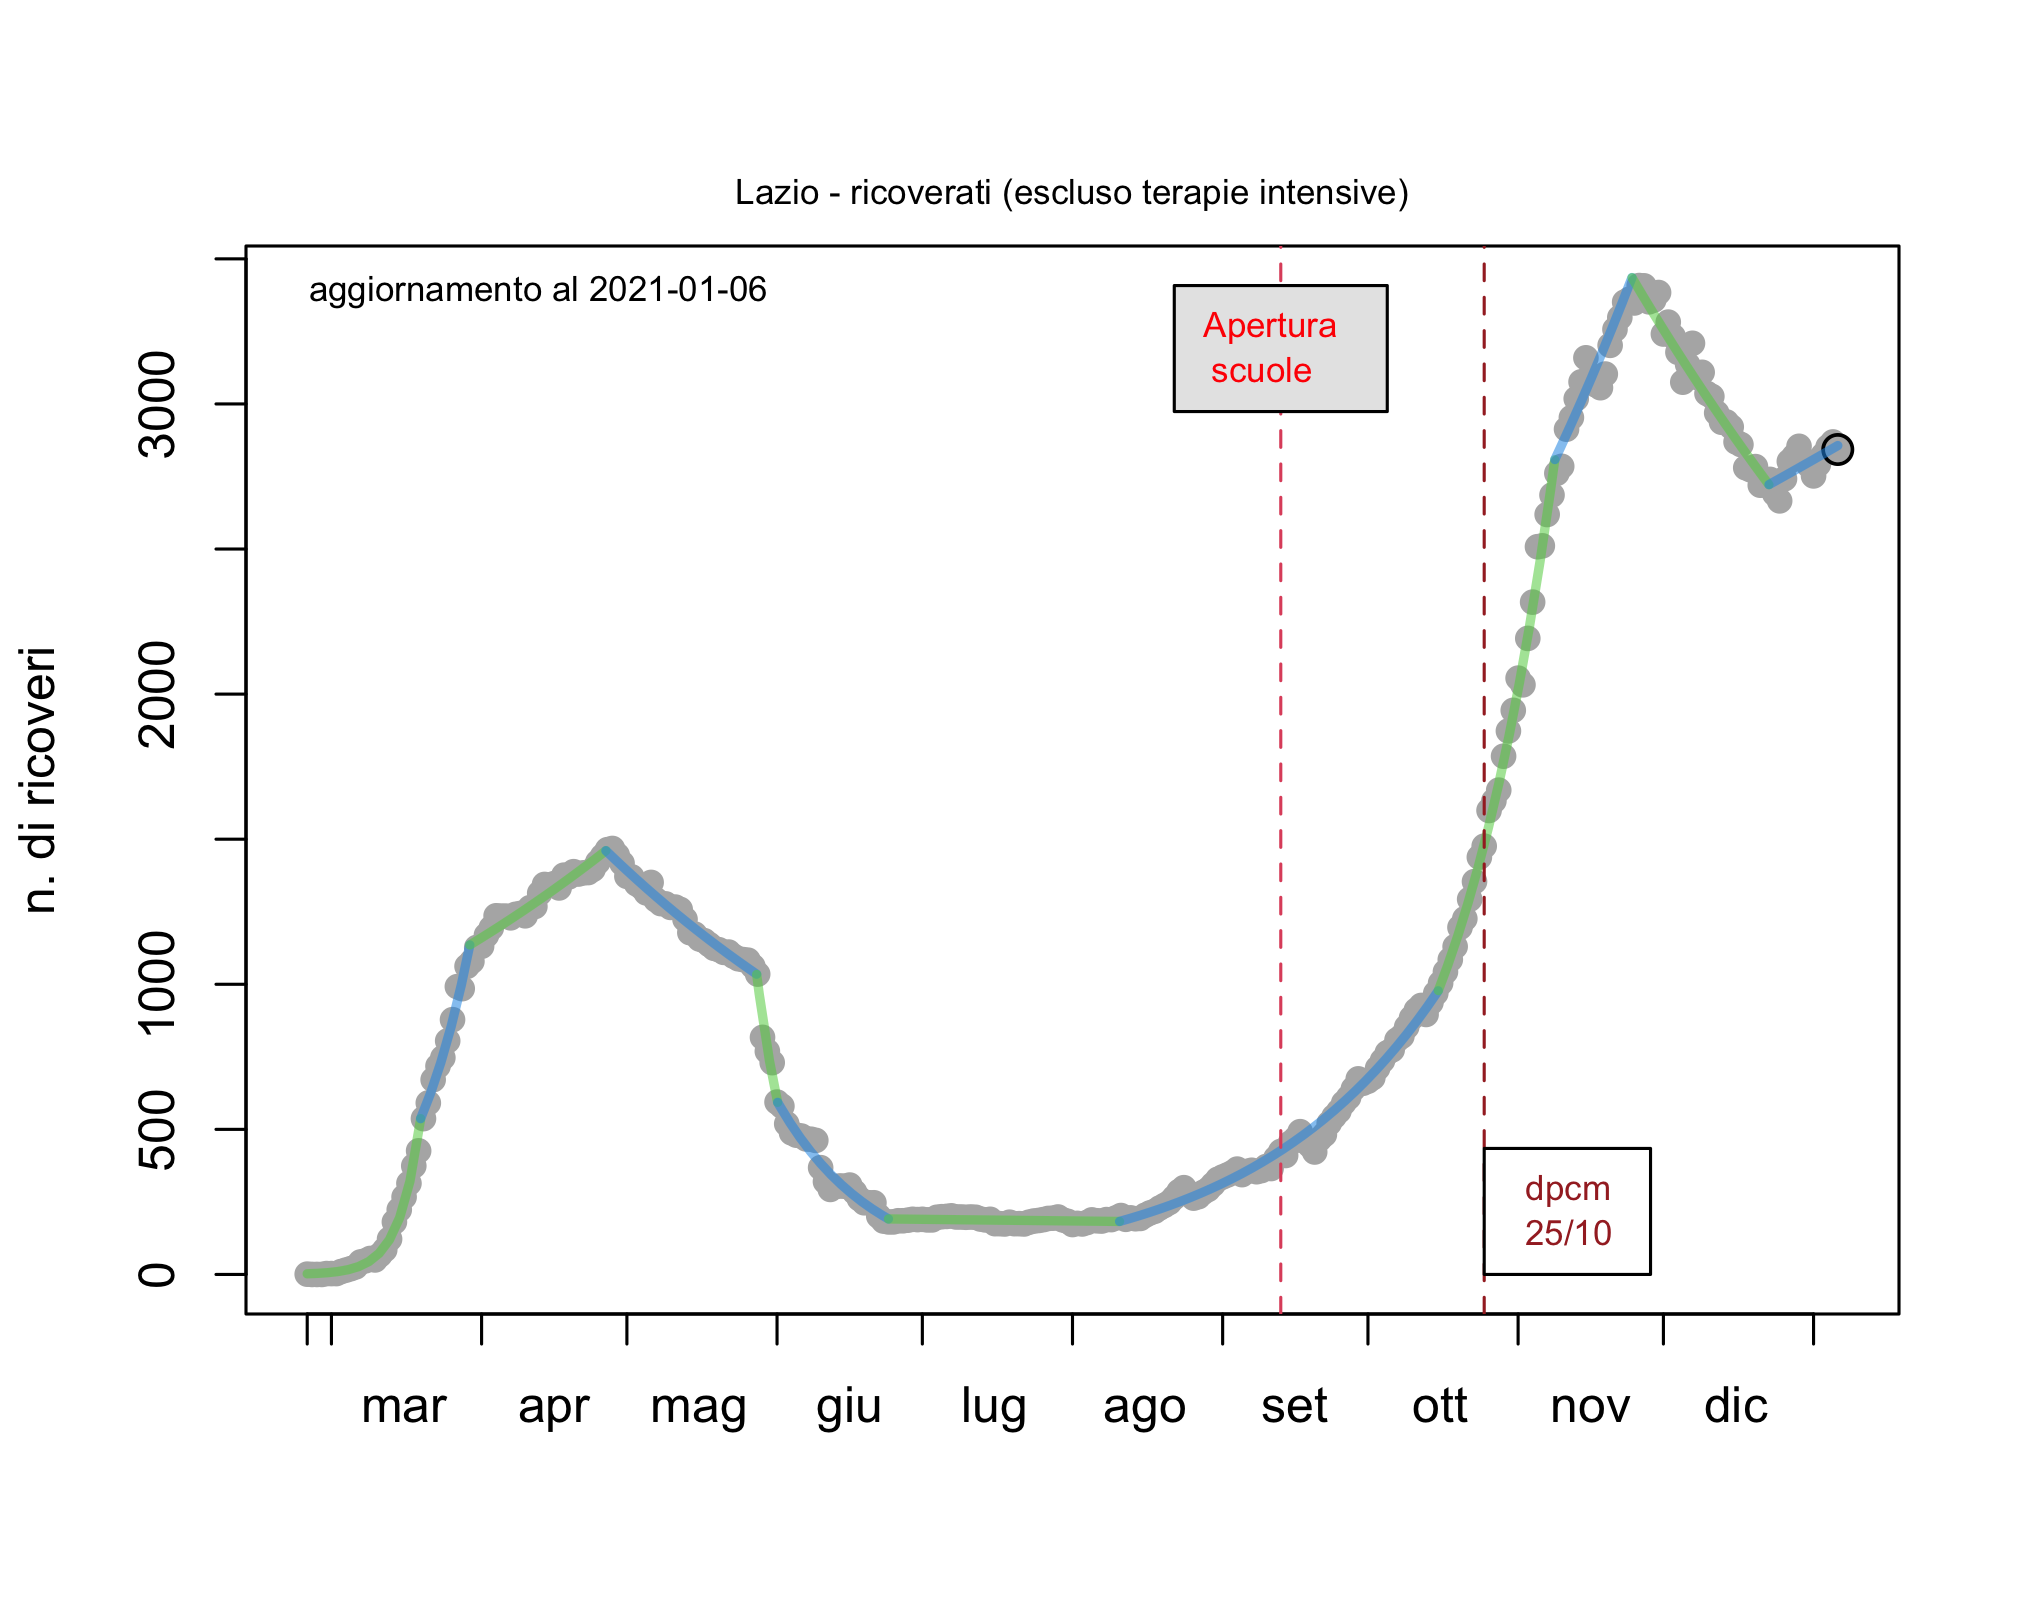 Lazio - ricoverati (escluso terapie intensive)
aggiornamento al 2021-01-06
Apertura
scuole
n. di ricoveri
3000
2000
1000
500
0
dpcm
25/10
mar apr mag giu lug ago set ott nov dic